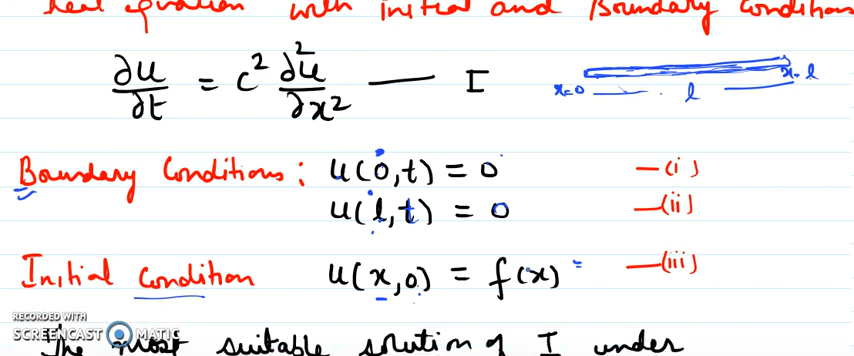 Heat equation with initial and Boundary Conditions
∂u/∂t = c² ∂²u/∂x² — I
x=0 l x=l
Boundary Conditions: u(0,t) = 0 —(i)
u(l,t) = 0 —(ii)
Initial Condition u(x,0) = f(x) —(iii)
RECORDED WITH
SCREENCAST MATIC
The most suitable solution of I under